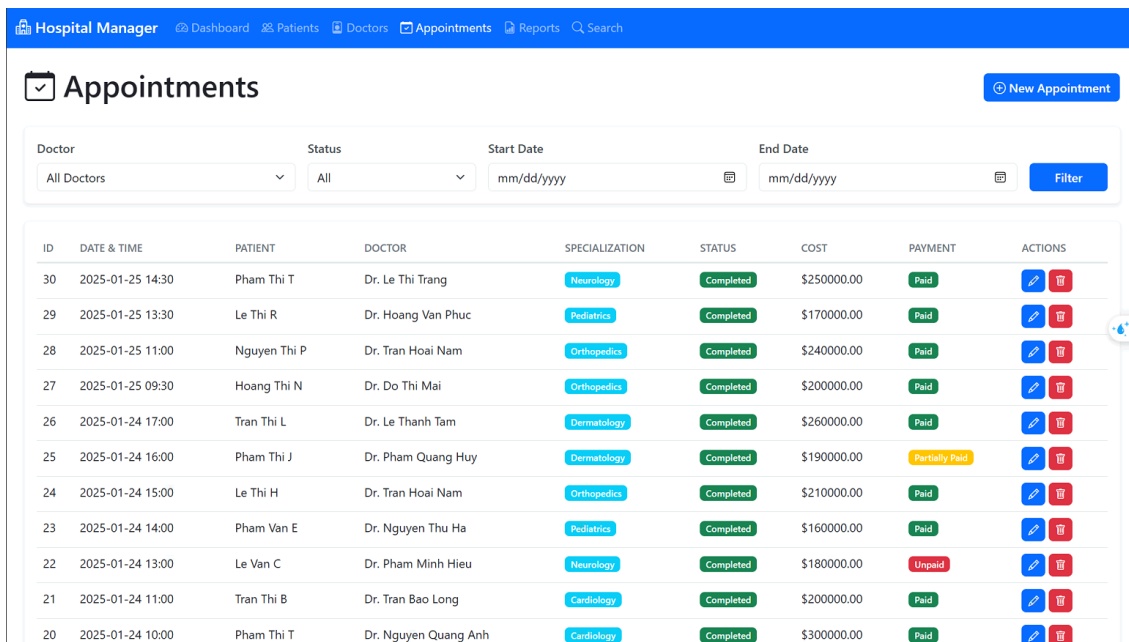 Hospital Manager Dashboard Patients Doctors Appointments Reports Search
Appointments
New Appointment
Doctor Status Start Date End Date
All Doctors All mm/dd/yyyy mm/dd/yyyy Filter
ID DATE & TIME PATIENT DOCTOR SPECIALIZATION STATUS COST PAYMENT ACTIONS
30 2025-01-25 14:30 Pham Thi T Dr. Le Thi Trang Neurology Completed $250000.00 Paid
29 2025-01-25 13:30 Le Thi R Dr. Hoang Van Phuc Pediatrics Completed $170000.00 Paid
28 2025-01-25 11:00 Nguyen Thi P Dr. Tran Hoai Nam Orthopedics Completed $240000.00 Paid
27 2025-01-25 09:30 Hoang Thi N Dr. Do Thi Mai Orthopedics Completed $200000.00 Paid
26 2025-01-24 17:00 Tran Thi L Dr. Le Thanh Tam Dermatology Completed $260000.00 Paid
25 2025-01-24 16:00 Pham Thi J Dr. Pham Quang Huy Dermatology Completed $190000.00 Partially Paid
24 2025-01-24 15:00 Le Thi H Dr. Tran Hoai Nam Orthopedics Completed $210000.00 Paid
23 2025-01-24 14:00 Pham Van E Dr. Nguyen Thu Ha Pediatrics Completed $160000.00 Paid
22 2025-01-24 13:00 Le Van C Dr. Pham Minh Hieu Neurology Completed $180000.00 Unpaid
21 2025-01-24 11:00 Tran Thi B Dr. Tran Bao Long Cardiology Completed $200000.00 Paid
20 2025-01-24 10:00 Pham Thi T Dr. Nguyen Quang Anh Cardiology Completed $300000.00 Paid